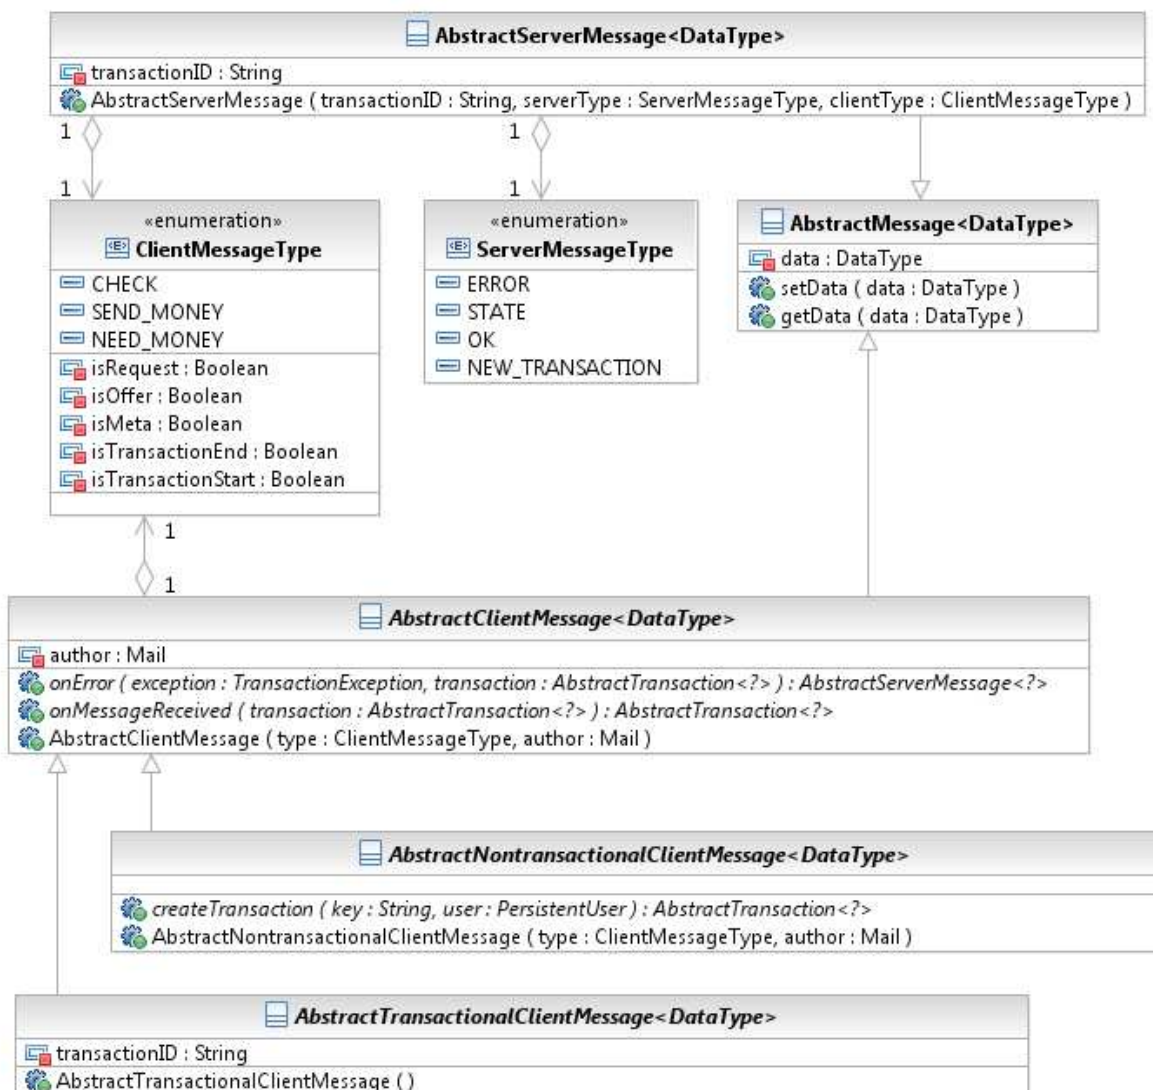 AbstractServerMessage<DataType>
transactionID : String
AbstractServerMessage ( transactionID : String, serverType : ServerMessageType, clientType : ClientMessageType )
1
1
1
1
«enumeration»
ClientMessageType
CHECK
SEND_MONEY
NEED_MONEY
isRequest : Boolean
isOffer : Boolean
isMeta : Boolean
isTransactionEnd : Boolean
isTransactionStart : Boolean
«enumeration»
ServerMessageType
ERROR
STATE
OK
NEW_TRANSACTION
AbstractMessage<DataType>
data : DataType
setData ( data : DataType )
getData ( data : DataType )
1
1
AbstractClientMessage<DataType>
author : Mail
onError ( exception : TransactionException, transaction : AbstractTransaction<?> ) : AbstractServerMessage<?>
onMessageReceived ( transaction : AbstractTransaction<?> ) : AbstractTransaction<?>
AbstractClientMessage ( type : ClientMessageType, author : Mail )
AbstractNontransactionalClientMessage<DataType>
createTransaction ( key : String, user : PersistentUser ) : AbstractTransaction<?>
AbstractNontransactionalClientMessage ( type : ClientMessageType, author : Mail )
AbstractTransactionalClientMessage<DataType>
transactionID : String
AbstractTransactionalClientMessage ( )